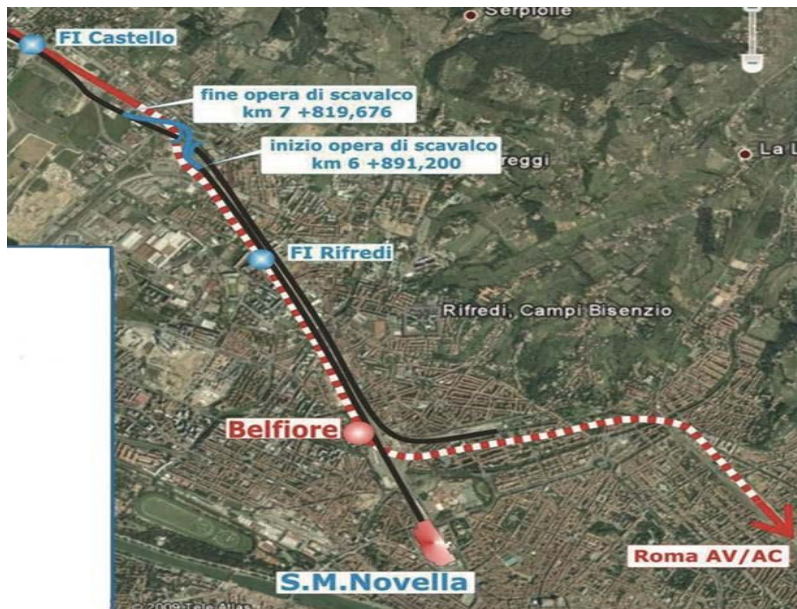 Serpiolle
FI Castello
fine opera di scavalco
km 7 +819,676
inizio opera di scavalco
km 6 +891,200
reggi
La L
FI Rifredi
Rifredi, Campi Bisenzio
Belfiore
Roma AV/AC
S.M.Novella
© 2009 Tele Atlas